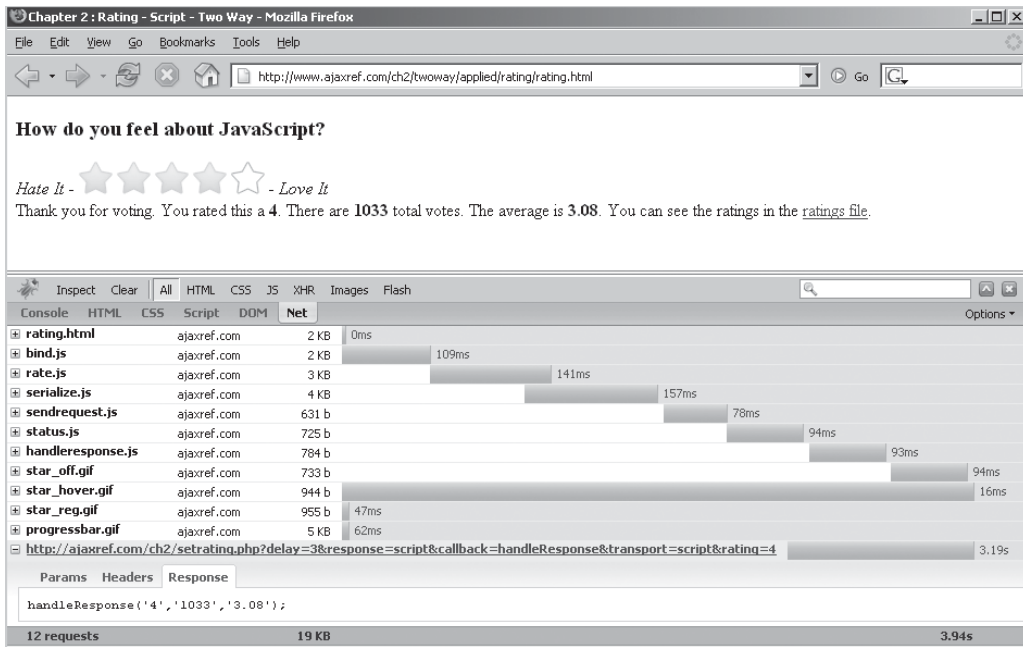 Chapter 2 : Rating - Script - Two Way - Mozilla Firefox
File Edit View Go Bookmarks Tools Help
http://www.ajaxref.com/ch2/twoway/applied/rating/rating.html Go G
How do you feel about JavaScript?
Hate It - - Love It
Thank you for voting. You rated this a 4. There are 1033 total votes. The average is 3.08. You can see the ratings in the ratings file.
Inspect Clear All HTML CSS JS XHR Images Flash
Console HTML CSS Script DOM Net Options
rating.html ajaxref.com 2 KB 0ms
bind.js ajaxref.com 2 KB 109ms
rate.js ajaxref.com 3 KB 141ms
serialize.js ajaxref.com 4 KB 157ms
sendrequest.js ajaxref.com 631 b 78ms
status.js ajaxref.com 725 b 94ms
handleresponse.js ajaxref.com 784 b 93ms
star_off.gif ajaxref.com 733 b 94ms
star_hover.gif ajaxref.com 944 b 16ms
star_reg.gif ajaxref.com 955 b 47ms
progressbar.gif ajaxref.com 5 KB 62ms
http://ajaxref.com/ch2/setrating.php?delay=3&response=script&callback=handleResponse&transport=script&rating=4 3.19s
Params Headers Response
handleResponse('4','1033','3.08');
12 requests 19 KB 3.94s